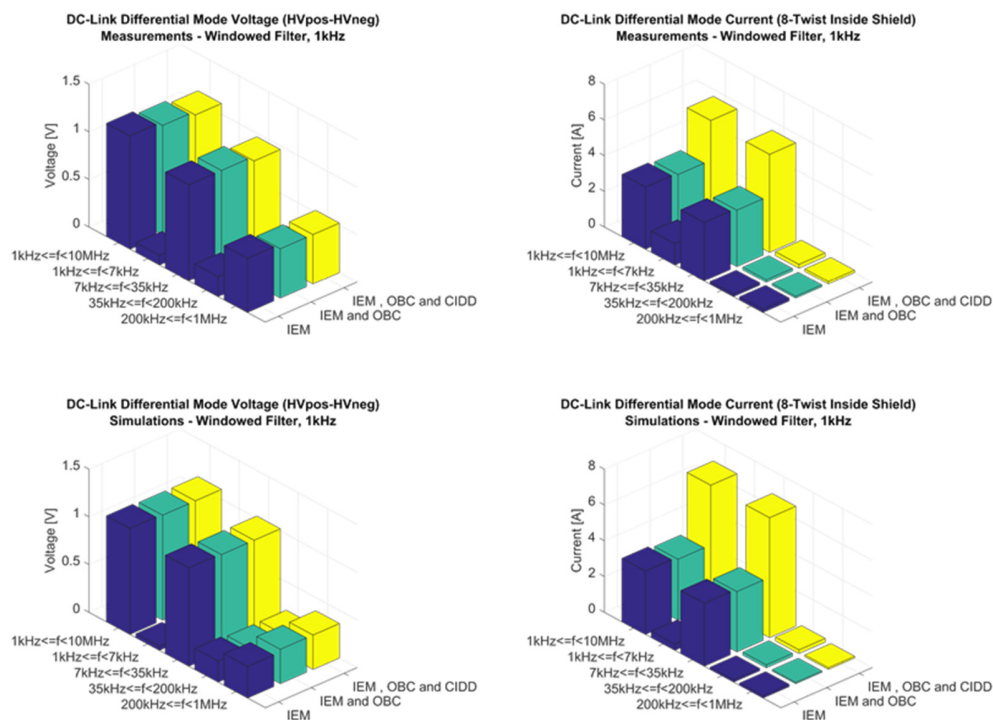 DC-Link Differential Mode Voltage (HVpos-HVneg)
Measurements - Windowed Filter, 1kHz
1.5
1
0.5
0
Voltage [V]
1kHz<=f<10MHz
1kHz<=f<7kHz
7kHz<=f<35kHz
35kHz<=f<200kHz
200kHz<=f<1MHz
IEM
IEM and OBC
IEM , OBC and CIDD
DC-Link Differential Mode Current (8-Twist Inside Shield)
Measurements - Windowed Filter, 1kHz
8
6
4
2
0
Current [A]
1kHz<=f<10MHz
1kHz<=f<7kHz
7kHz<=f<35kHz
35kHz<=f<200kHz
200kHz<=f<1MHz
IEM
IEM and OBC
IEM , OBC and CIDD
DC-Link Differential Mode Voltage (HVpos-HVneg)
Simulations - Windowed Filter, 1kHz
1.5
1
0.5
0
Voltage [V]
1kHz<=f<10MHz
1kHz<=f<7kHz
7kHz<=f<35kHz
35kHz<=f<200kHz
200kHz<=f<1MHz
IEM
IEM and OBC
IEM , OBC and CIDD
DC-Link Differential Mode Current (8-Twist Inside Shield)
Simulations - Windowed Filter, 1kHz
8
6
4
2
0
Current [A]
1kHz<=f<10MHz
1kHz<=f<7kHz
7kHz<=f<35kHz
35kHz<=f<200kHz
200kHz<=f<1MHz
IEM
IEM and OBC
IEM , OBC and CIDD